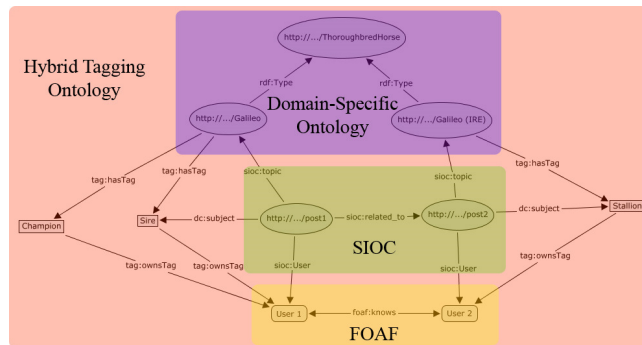 http://.../ThoroughbredHorse
Hybrid Tagging
Ontology
rdf:Type
rdf:Type
http://.../Galileo
Domain-Specific
Ontology
http://.../Galileo (IRE)
tag:hasTag
tag:hasTag
sioc:topic
sioc:topic
tag:hasTag
Champion
Sire
dc:subject
http://.../post1
sioc:related_to
http://.../post2
dc:subject
Stallion
SIOC
tag:ownsTag
tag:ownsTag
sioc:User
sioc:User
tag:ownsTag
User 1
foaf:knows
User 2
FOAF